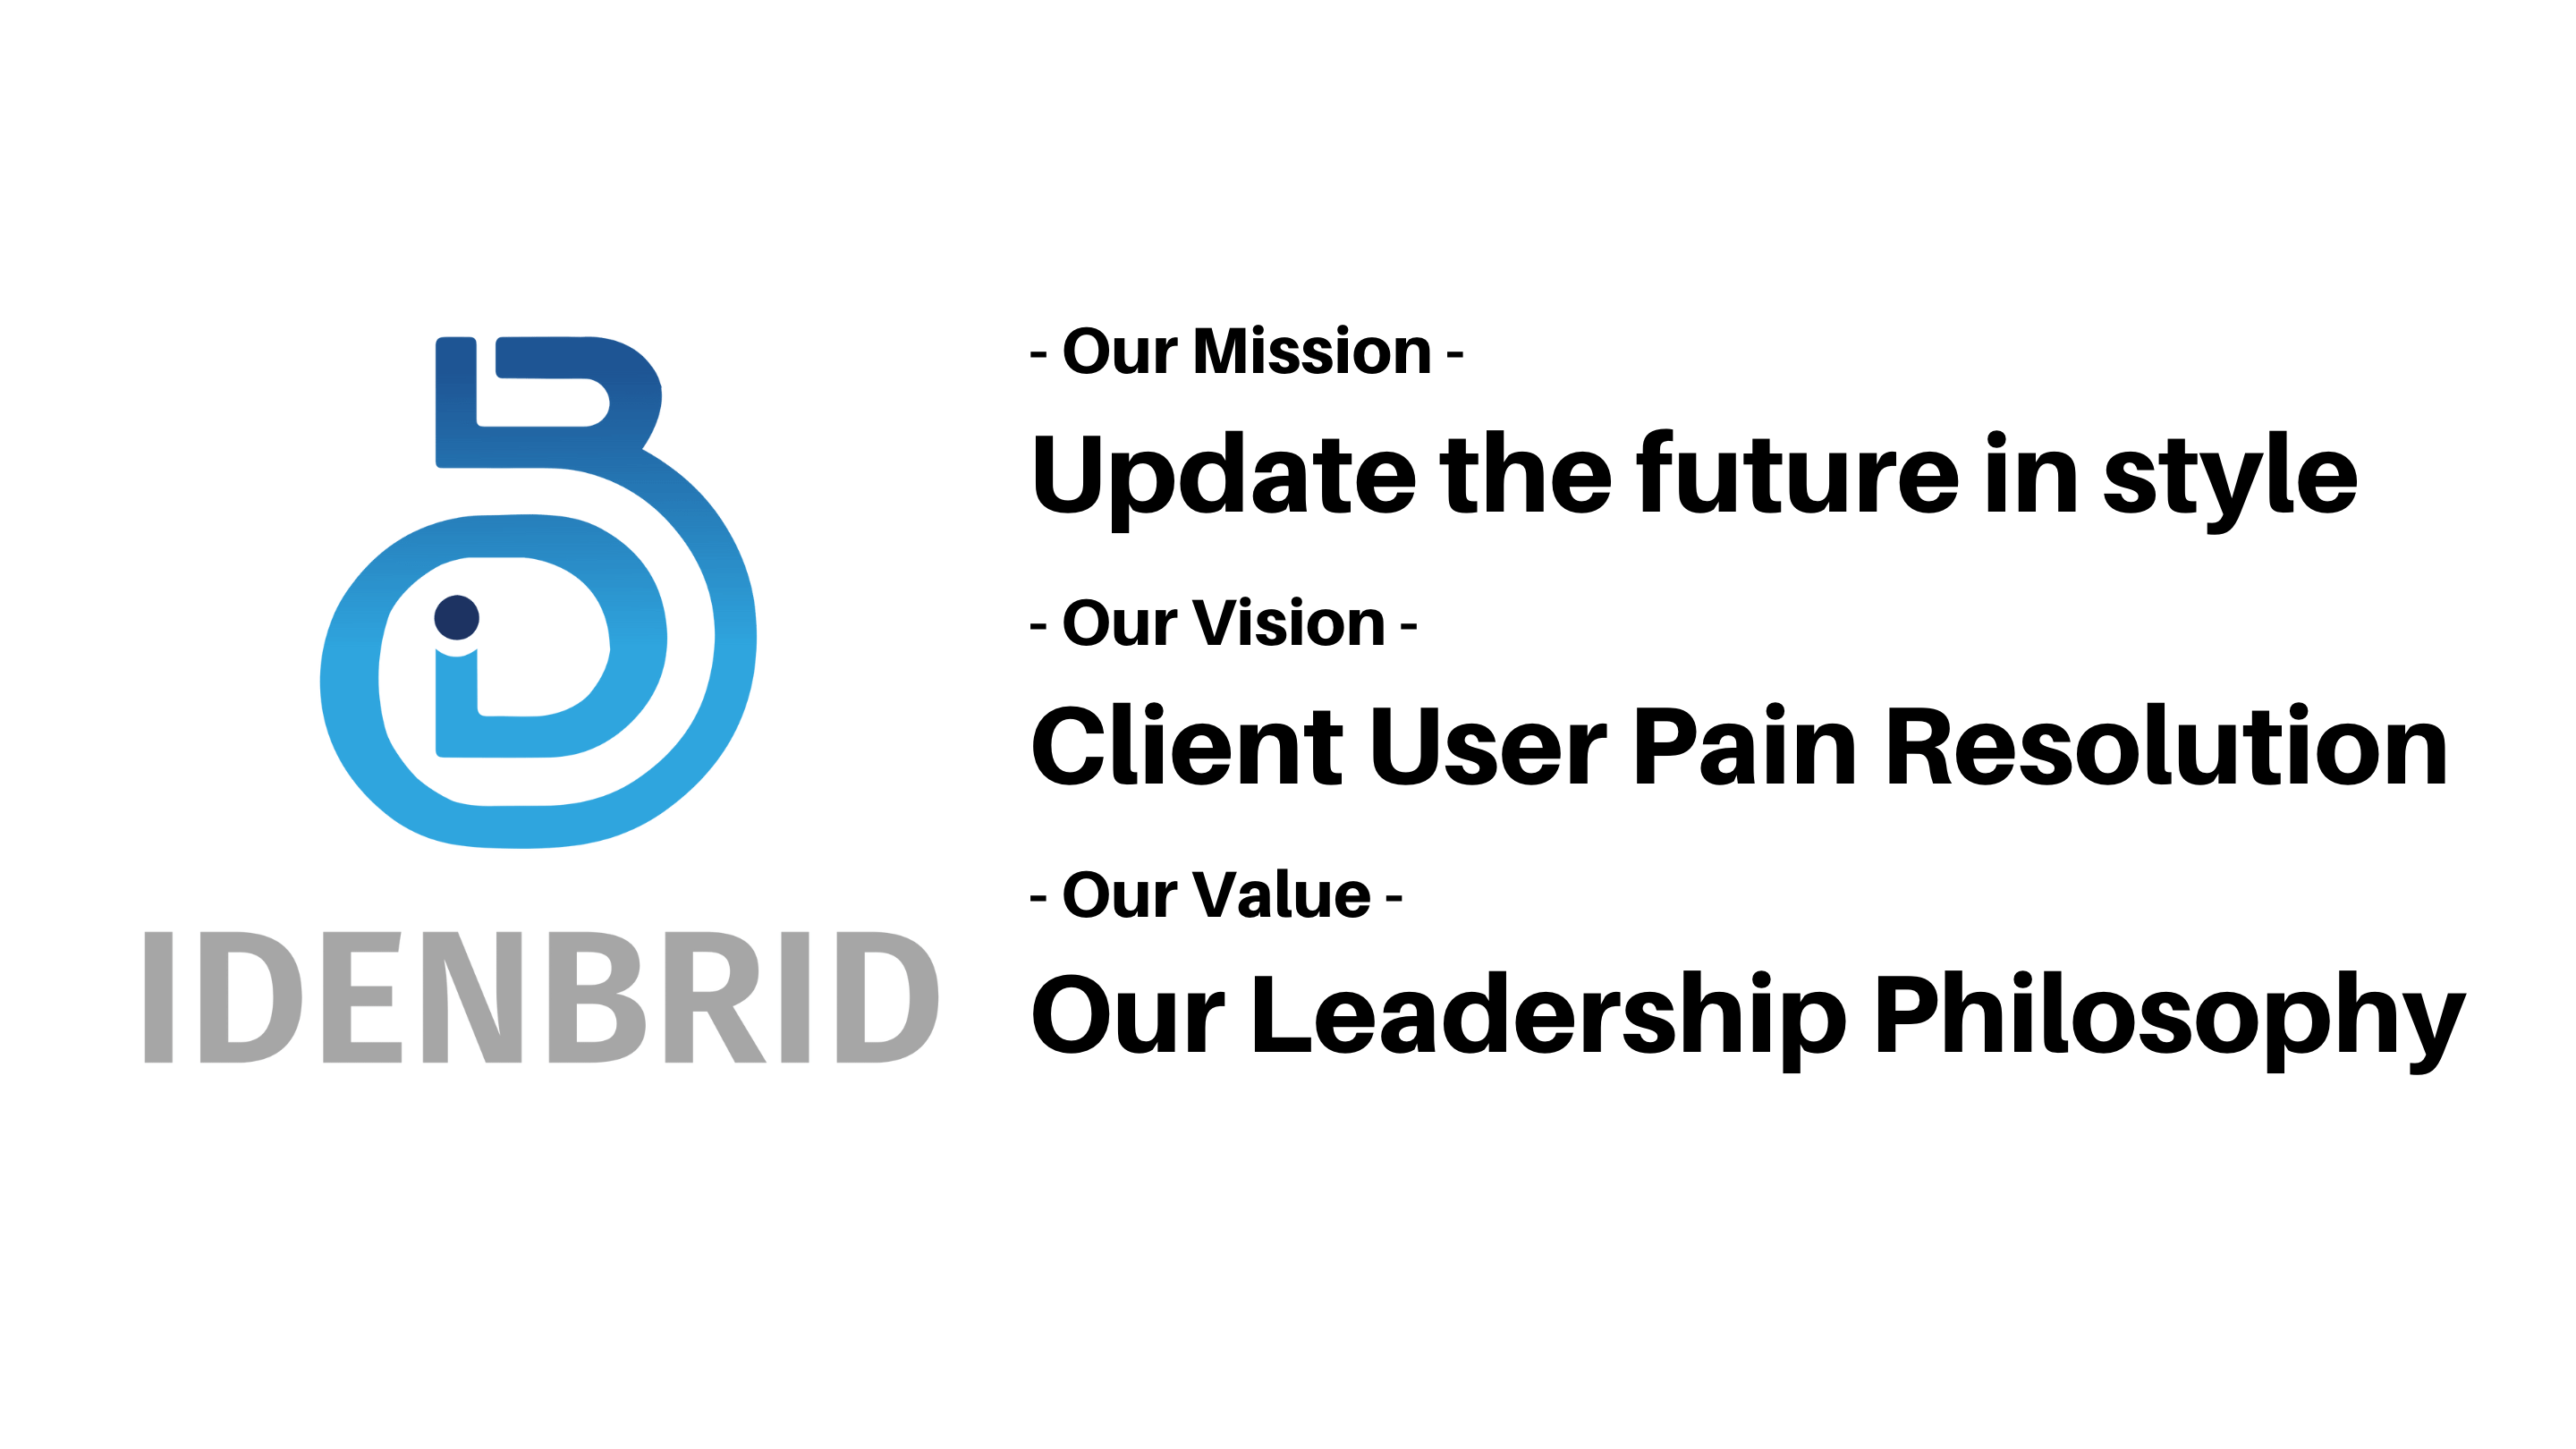 IDENBRID
- Our Mission -
Update the future in style
- Our Vision -
Client User Pain Resolution
- Our Value -
Our Leadership Philosophy